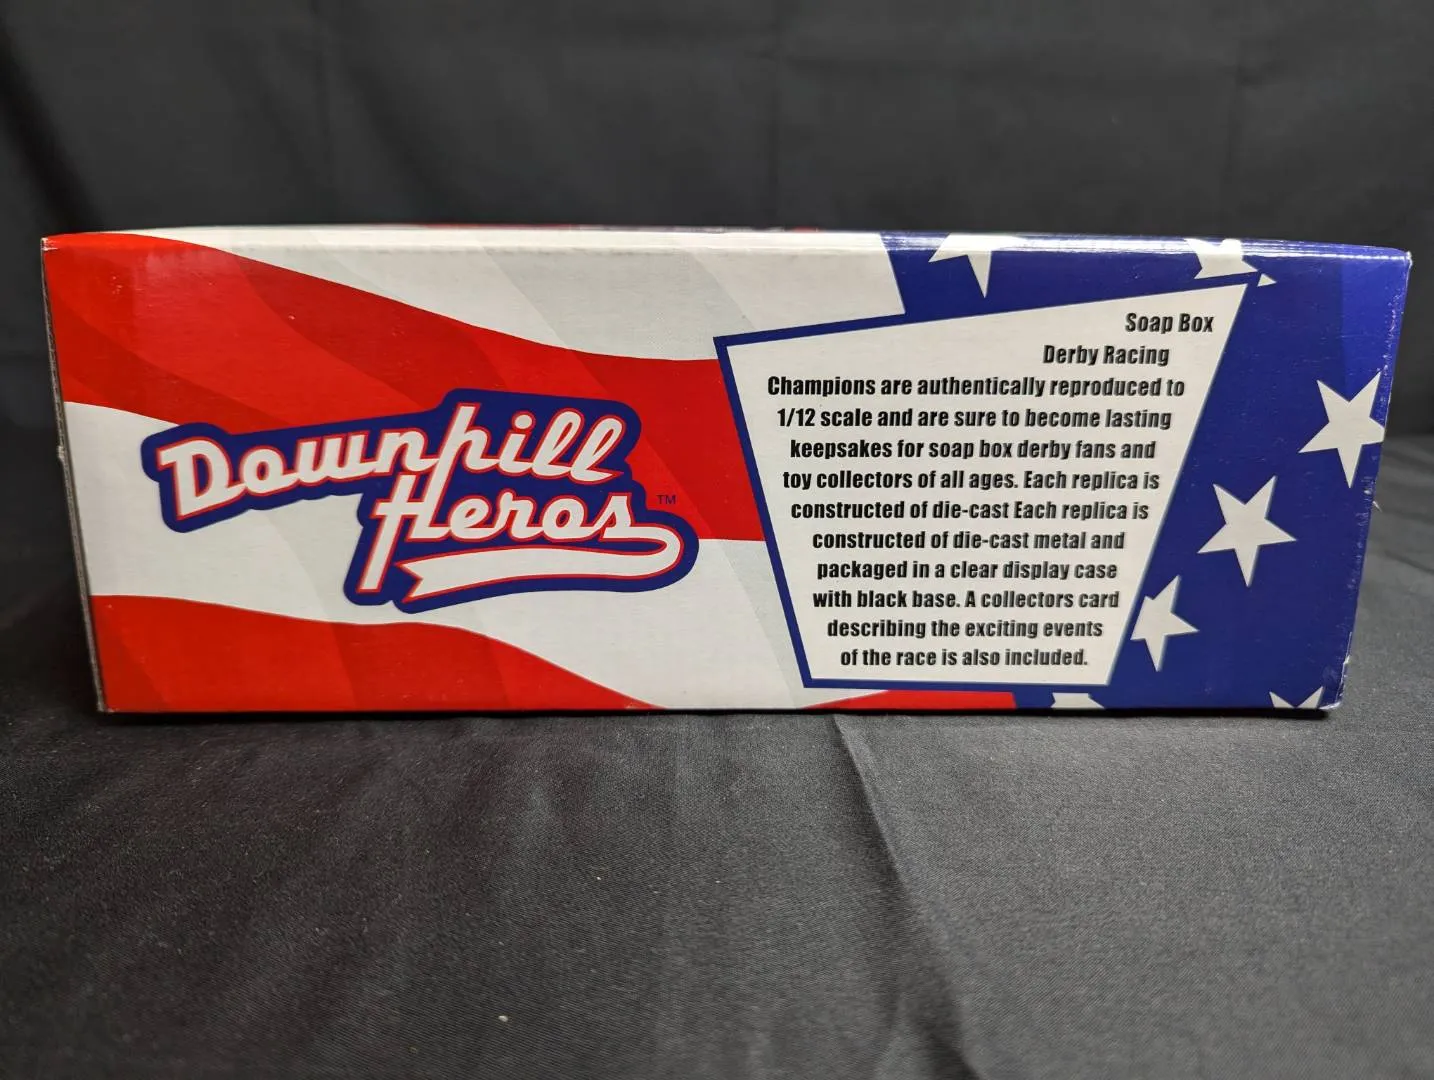 Downhill
Heros™
Soap Box
Derby Racing
Champions are authentically reproduced to
1/12 scale and are sure to become lasting
keepsakes for soap box derby fans and
toy collectors of all ages. Each replica is
constructed of die-cast Each replica is
constructed of die-cast metal and
packaged in a clear display case
with black base. A collectors card
describing the exciting events
of the race is also included.